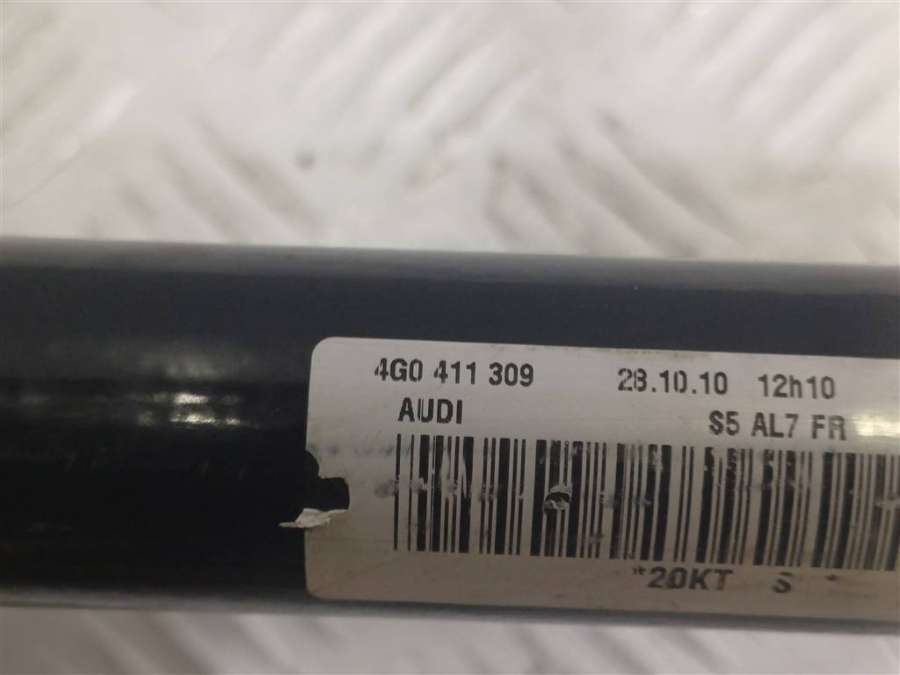 4G0 411 309 28.10.10 12h10
AUDI S5 AL7 FR
*20KT S *